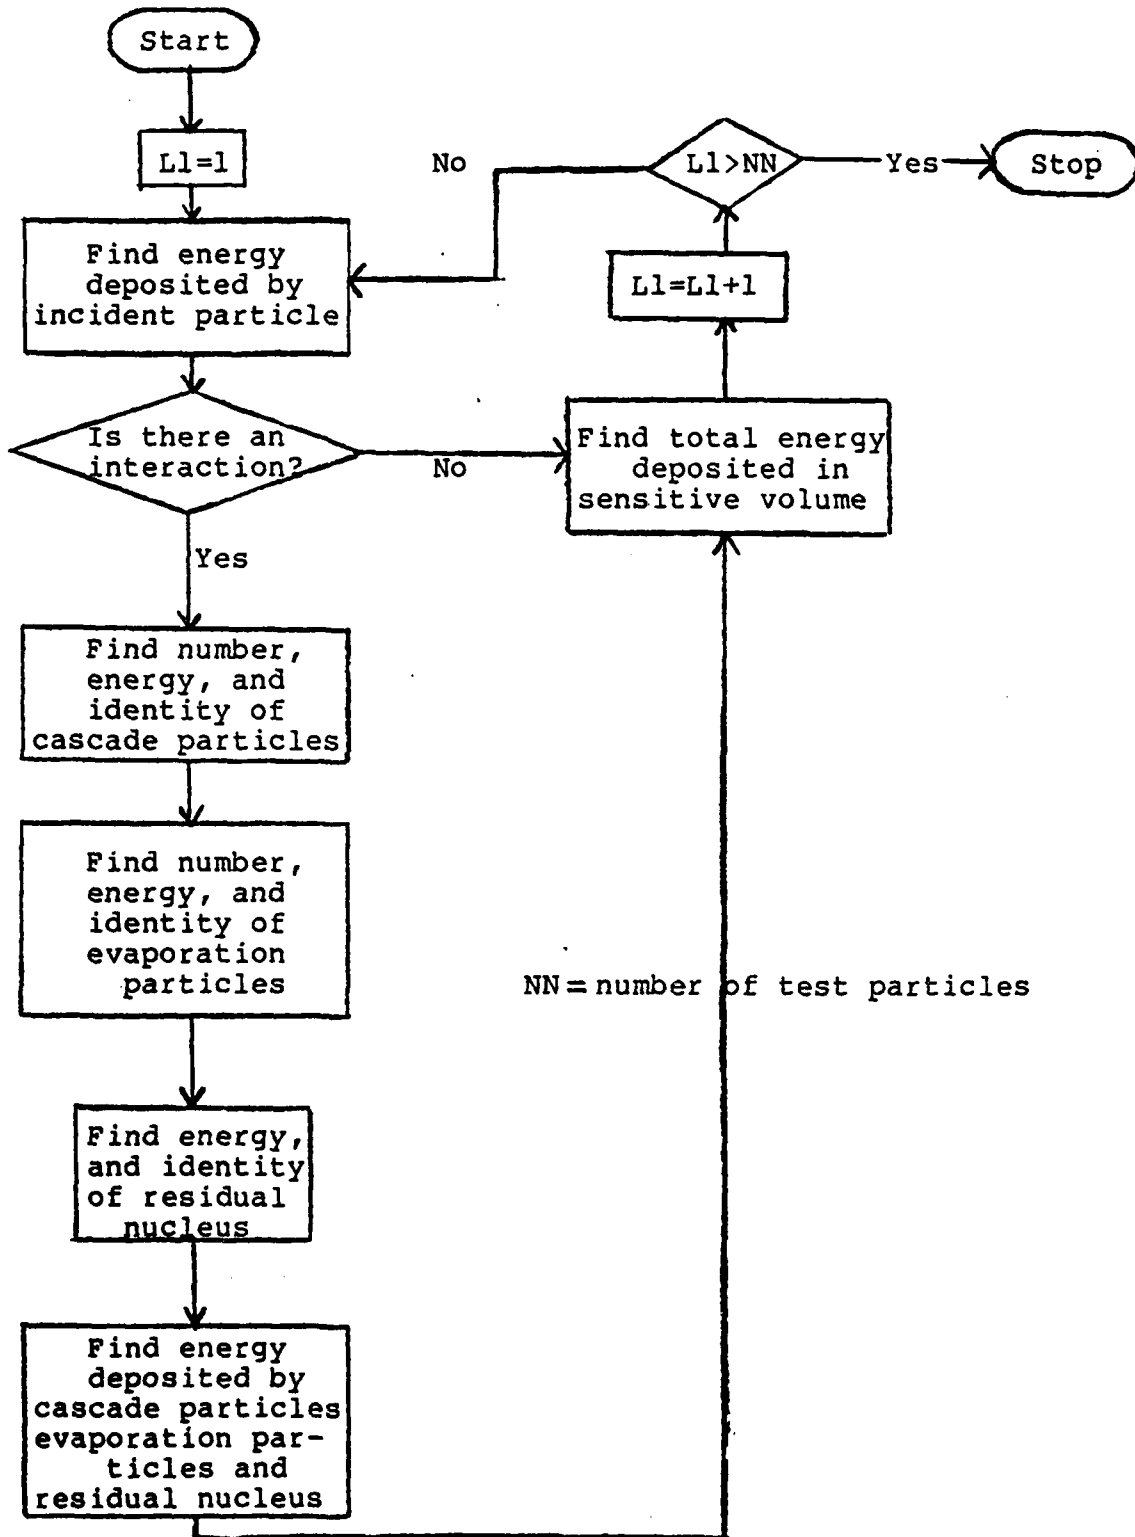 Start
L1=1
No
L1>NN
Yes
Stop
Find energy
deposited by
incident particle
L1=L1+1
Is there an
interaction?
No
Find total energy
deposited in
sensitive volume
Yes
Find number,
energy, and
identity of
cascade particles
Find number,
energy, and
identity of
evaporation
particles
NN = number of test particles
Find energy,
and identity
of residual
nucleus
Find energy
deposited by
cascade particles
evaporation par-
ticles and
residual nucleus